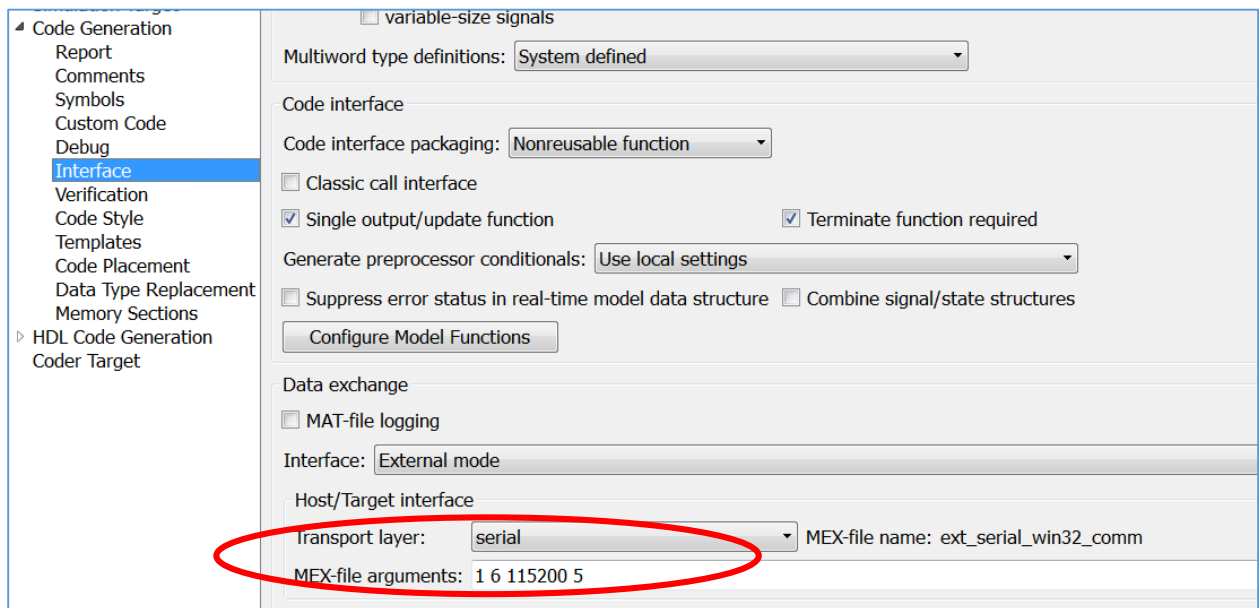 Code Generation
Report
Comments
Symbols
Custom Code
Debug
Interface
Verification
Code Style
Templates
Code Placement
Data Type Replacement
Memory Sections
HDL Code Generation
Coder Target
variable-size signals
Multiword type definitions: System defined
Code interface
Code interface packaging: Nonreusable function
Classic call interface
Single output/update function Terminate function required
Generate preprocessor conditionals: Use local settings
Suppress error status in real-time model data structure Combine signal/state structures
Configure Model Functions
Data exchange
MAT-file logging
Interface: External mode
Host/Target interface
Transport layer: serial MEX-file name: ext_serial_win32_comm
MEX-file arguments: 1 6 115200 5